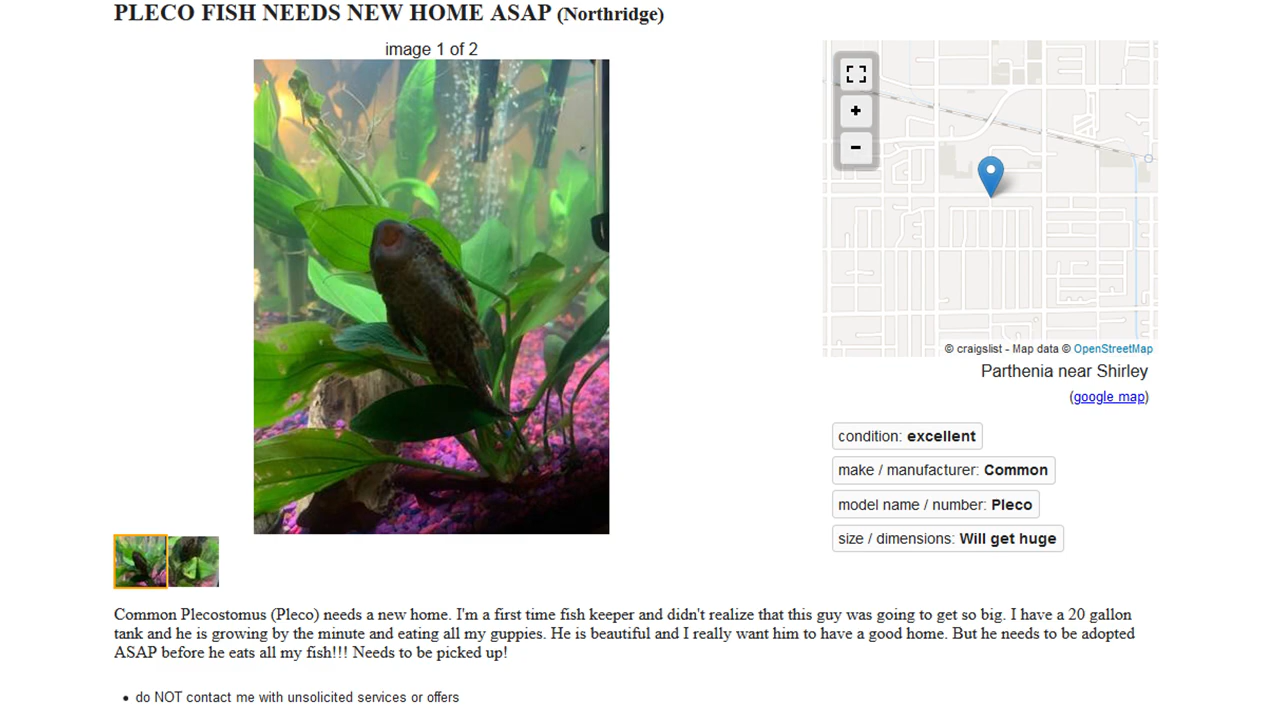 PLECO FISH NEEDS NEW HOME ASAP (Northridge)
image 1 of 2
+
−
© craigslist - Map data © OpenStreetMap
Parthenia near Shirley
(google map)
condition: excellent
make / manufacturer: Common
model name / number: Pleco
size / dimensions: Will get huge
Common Plecostomus (Pleco) needs a new home. I'm a first time fish keeper and didn't realize that this guy was going to get so big. I have a 20 gallon
tank and he is growing by the minute and eating all my guppies. He is beautiful and I really want him to have a good home. But he needs to be adopted
ASAP before he eats all my fish!!! Needs to be picked up!
• do NOT contact me with unsolicited services or offers